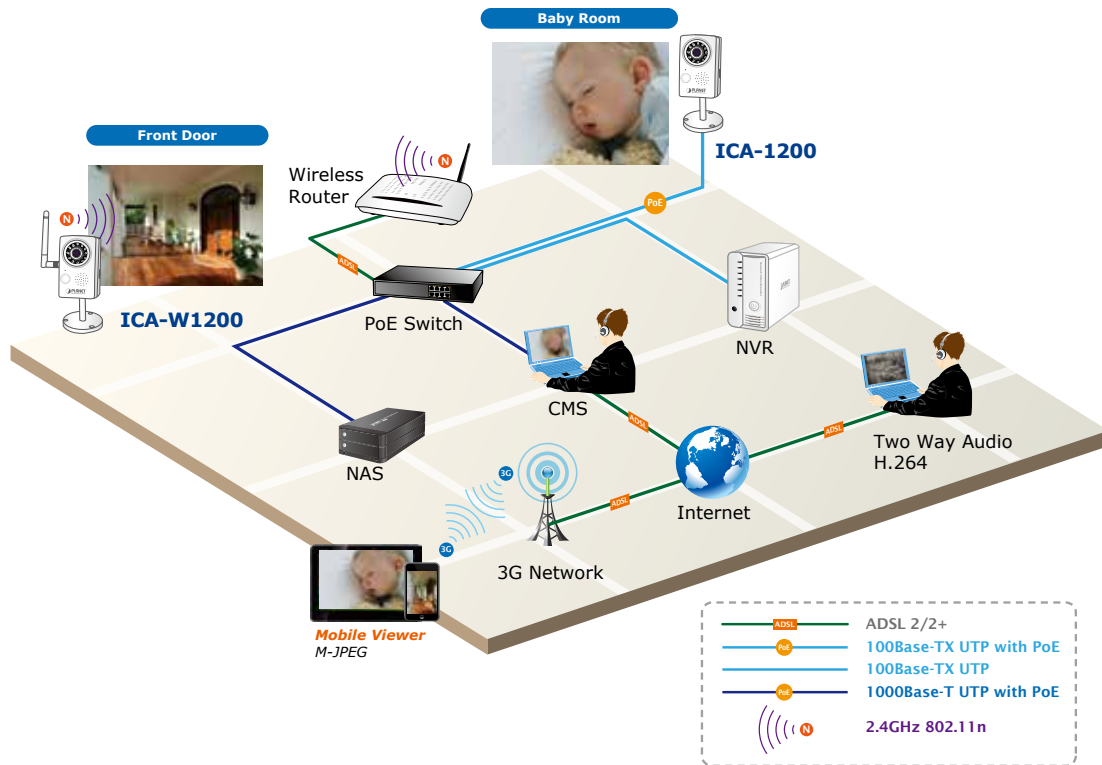 Baby Room
ICA-1200
Front Door
Wireless
Router
N
PoE
N
ADSL
PLANET
PLANET
ICA-W1200
PoE Switch
NVR
CMS
ADSL
ADSL
Two Way Audio
H.264
NAS
3G
ADSL
Internet
3G
3G Network
Mobile Viewer
M-JPEG
ADSL
ADSL 2/2+
PoE
100Base-TX UTP with PoE
100Base-TX UTP
PoE
1000Base-T UTP with PoE
N
2.4GHz 802.11n